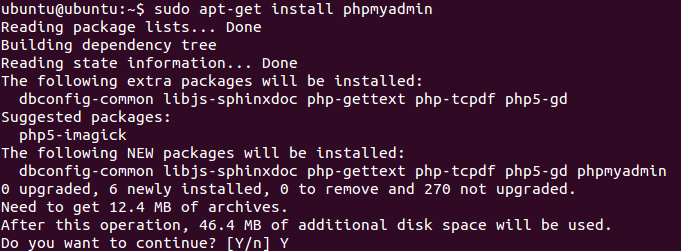 ubuntu@ubuntu:~$ sudo apt-get install phpmyadmin
Reading package lists... Done
Building dependency tree
Reading state information... Done
The following extra packages will be installed:
  dbconfig-common libjs-sphinxdoc php-gettext php-tcpdf php5-gd
Suggested packages:
  php5-imagick
The following NEW packages will be installed:
  dbconfig-common libjs-sphinxdoc php-gettext php-tcpdf php5-gd phpmyadmin
0 upgraded, 6 newly installed, 0 to remove and 270 not upgraded.
Need to get 12.4 MB of archives.
After this operation, 46.4 MB of additional disk space will be used.
Do you want to continue? [Y/n] Y